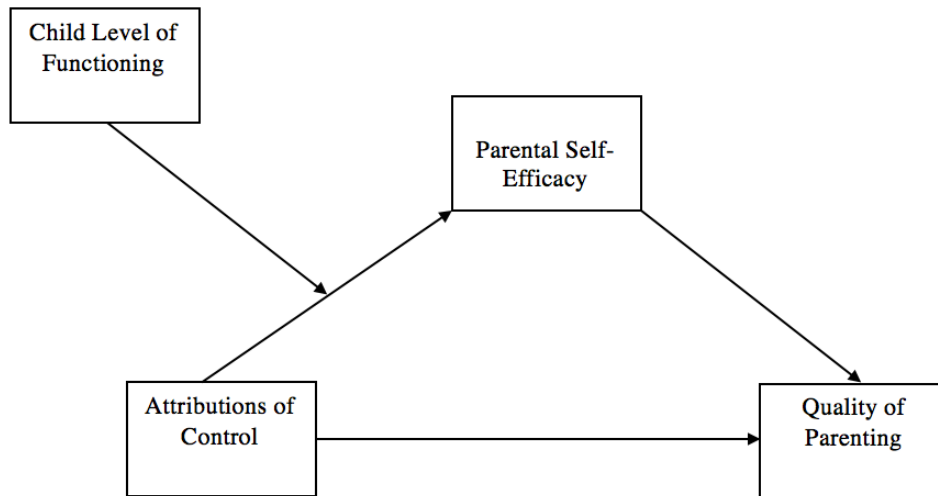 Child Level of
Functioning
Parental Self-
Efficacy
Attributions of
Control
Quality of
Parenting